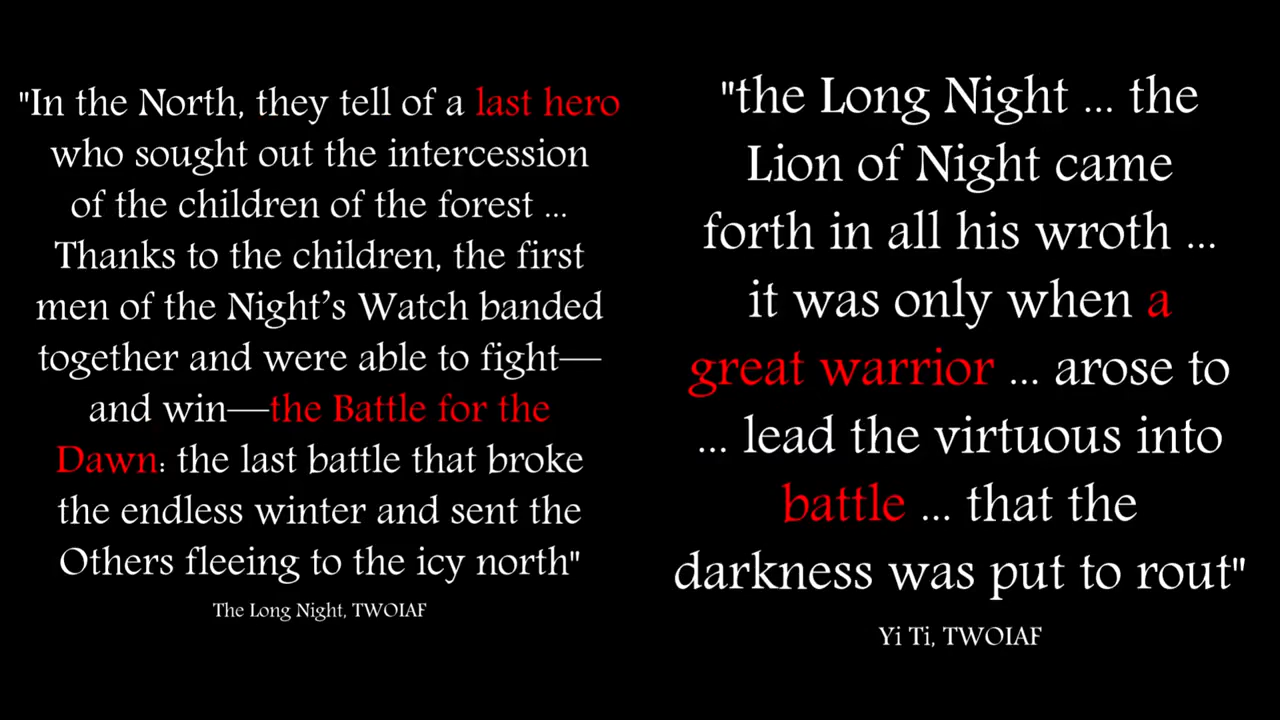 "In the North, they tell of a last hero
who sought out the intercession
of the children of the forest ...
Thanks to the children, the first
men of the Night’s Watch banded
together and were able to fight—
and win—the Battle for the
Dawn: the last battle that broke
the endless winter and sent the
Others fleeing to the icy north"
The Long Night, TWOIAF
"the Long Night ... the
Lion of Night came
forth in all his wroth ...
it was only when a
great warrior ... arose to
... lead the virtuous into
battle ... that the
darkness was put to rout"
Yi Ti, TWOIAF